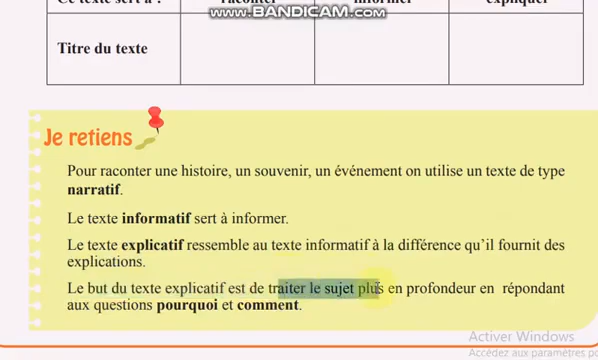 Ce texte sert à : raconter informer expliquer
www.BANDICAM.com
Titre du texte
Je retiens
Pour raconter une histoire, un souvenir, un événement on utilise un texte de type
narratif.
Le texte informatif sert à informer.
Le texte explicatif ressemble au texte informatif à la différence qu'il fournit des
explications.
Le but du texte explicatif est de traiter le sujet plus en profondeur en répondant
aux questions pourquoi et comment.
Activer Windows
Accédez aux paramètres po